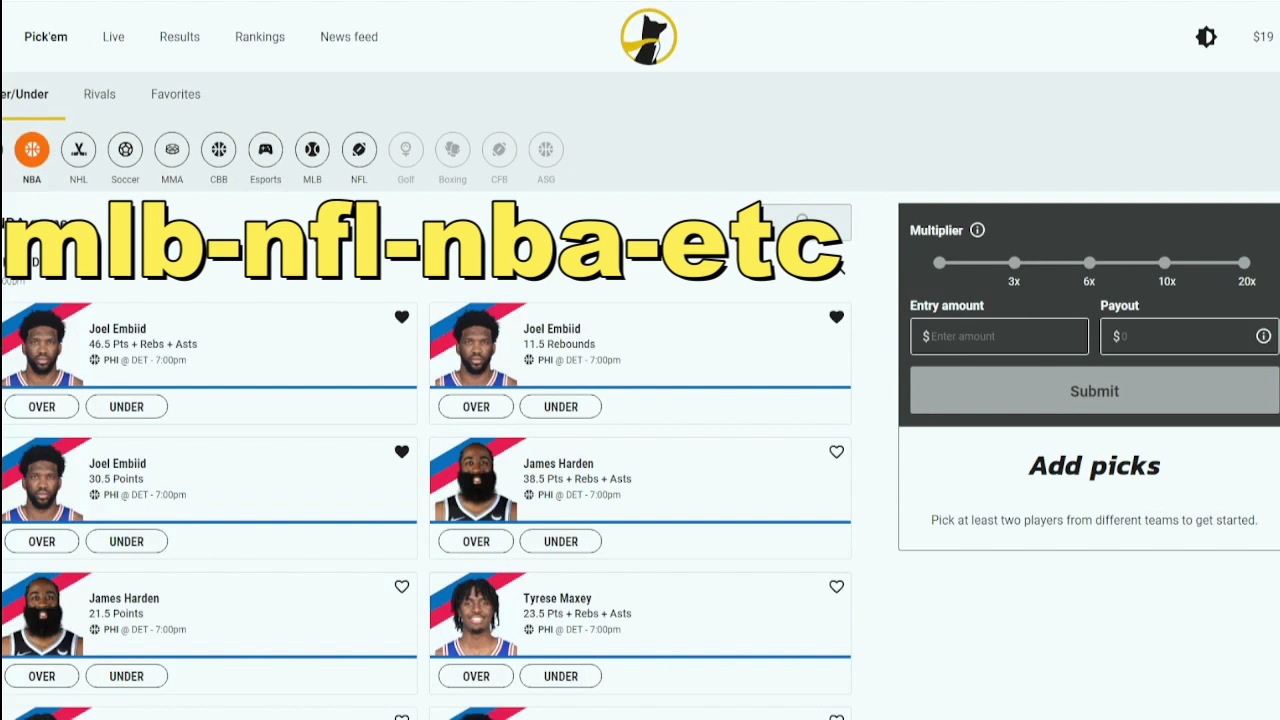 Pick'em Live Results Rankings News feed $19
er/Under Rivals Favorites
NBA NHL Soccer MMA CBB Esports MLB NFL Golf Boxing CFB ASG
mlb-nfl-nba-etc
Joel Embiid
46.5 Pts + Rebs + Asts
PHI @ DET - 7:00pm
OVER UNDER
Joel Embiid
11.5 Rebounds
PHI @ DET - 7:00pm
OVER UNDER
Joel Embiid
30.5 Points
PHI @ DET - 7:00pm
OVER UNDER
James Harden
38.5 Pts + Rebs + Asts
PHI @ DET - 7:00pm
OVER UNDER
James Harden
21.5 Points
PHI @ DET - 7:00pm
OVER UNDER
Tyrese Maxey
23.5 Pts + Rebs + Asts
PHI @ DET - 7:00pm
OVER UNDER
Multiplier
3x 6x 10x 20x
Entry amount Payout
$ Enter amount $ 0
Submit
Add picks
Pick at least two players from different teams to get started.